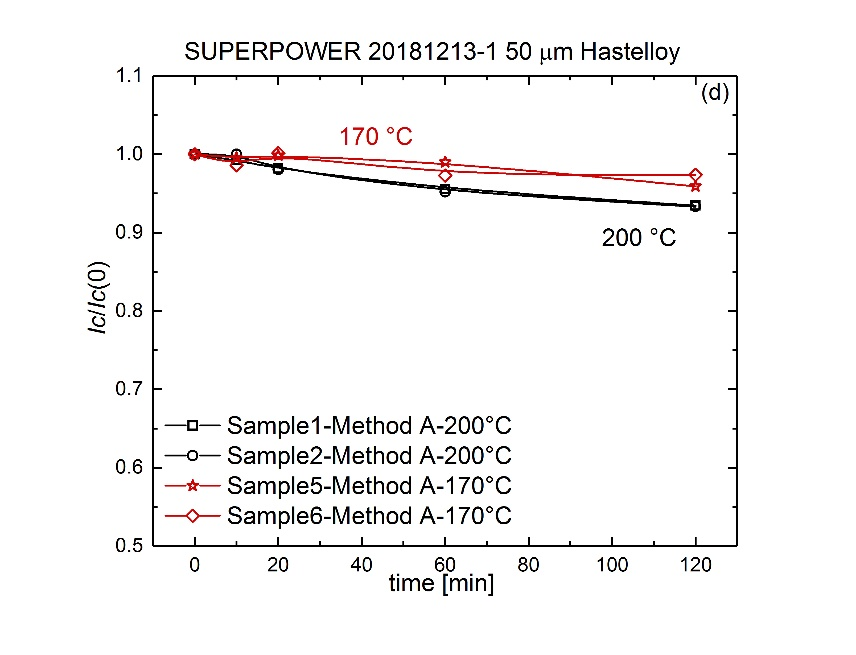 SUPERPOWER 20181213-1 50 μm Hastelloy
(d)
1.1
1.0
0.9
0.8
0.7
0.6
0.5
Ic/Ic(0)
170 °C
200 °C
Sample1-Method A-200°C
Sample2-Method A-200°C
Sample5-Method A-170°C
Sample6-Method A-170°C
0 20 40 60 80 100 120
time [min]